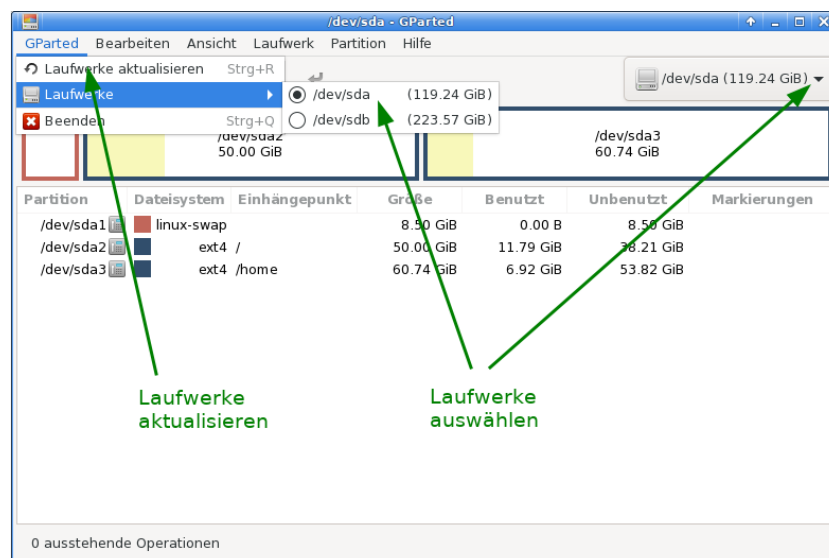 /dev/sda - GParted
GParted Bearbeiten Ansicht Laufwerk Partition Hilfe
Laufwerke aktualisieren Strg+R
Laufwerke
Beenden Strg+Q
/dev/sda (119.24 GiB)
/dev/sdb (223.57 GiB)
/dev/sda (119.24 GiB)
/dev/sda2
50.00 GiB
/dev/sda3
60.74 GiB
Partition Dateisystem Einhängepunkt Größe Benutzt Unbenutzt Markierungen
/dev/sda1 linux-swap 8.50 GiB 0.00 B 8.50 GiB
/dev/sda2 ext4 / 50.00 GiB 11.79 GiB 38.21 GiB
/dev/sda3 ext4 /home 60.74 GiB 6.92 GiB 53.82 GiB
Laufwerke
aktualisieren
Laufwerke
auswählen
0 ausstehende Operationen